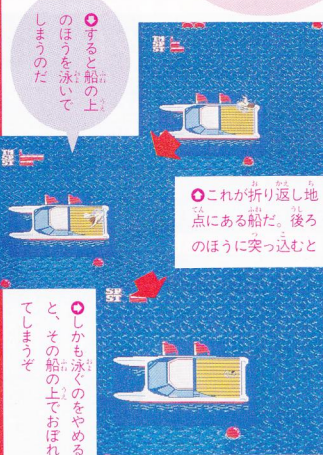 ➡これが折り返し地
点にある船だ。後ろ
のほうに突っ込むと
➡すると船の上
のほうを泳いで
しまうのだ
➡しかも泳ぐのをやめる
と、その船の上でおぼれ
てしまうぞ